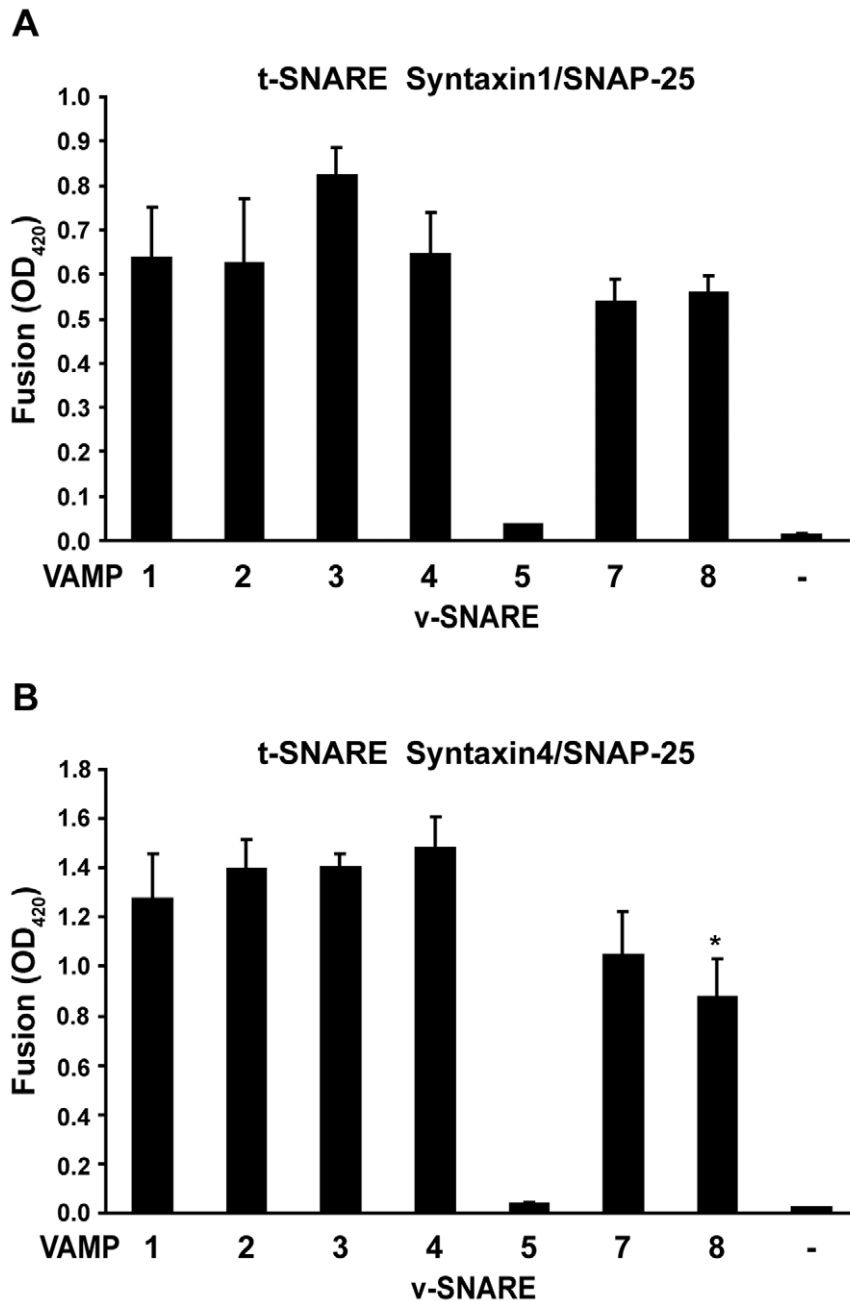 A
t-SNARE Syntaxin1/SNAP-25
Fusion (OD420)
1.0
0.9
0.8
0.7
0.6
0.5
0.4
0.3
0.2
0.1
0.0
VAMP 1 2 3 4 5 7 8 -
v-SNARE
B
t-SNARE Syntaxin4/SNAP-25
Fusion (OD420)
1.8
1.6
1.4
1.2
1.0
0.8
0.6
0.4
0.2
0.0
*
VAMP 1 2 3 4 5 7 8 -
v-SNARE